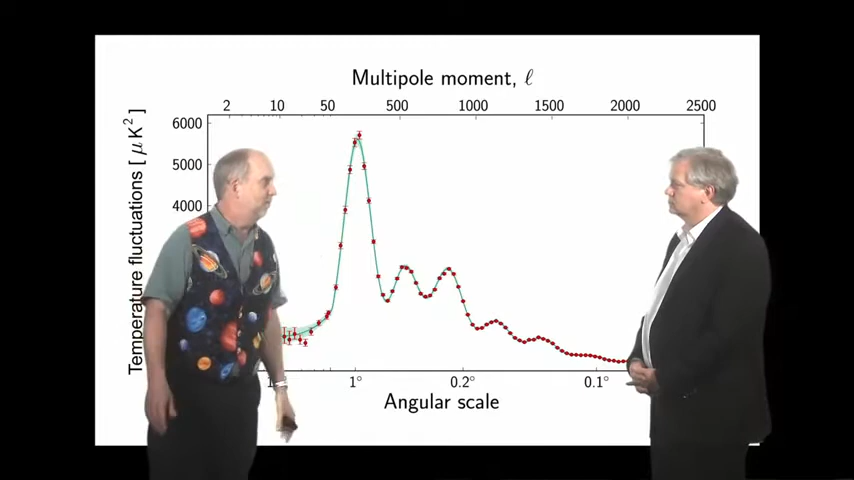 Multipole moment, ℓ
2 10 50 500 1000 1500 2000 2500
6000
5000
4000
Temperature fluctuations [ μ K² ]
1° 0.2° 0.1°
Angular scale